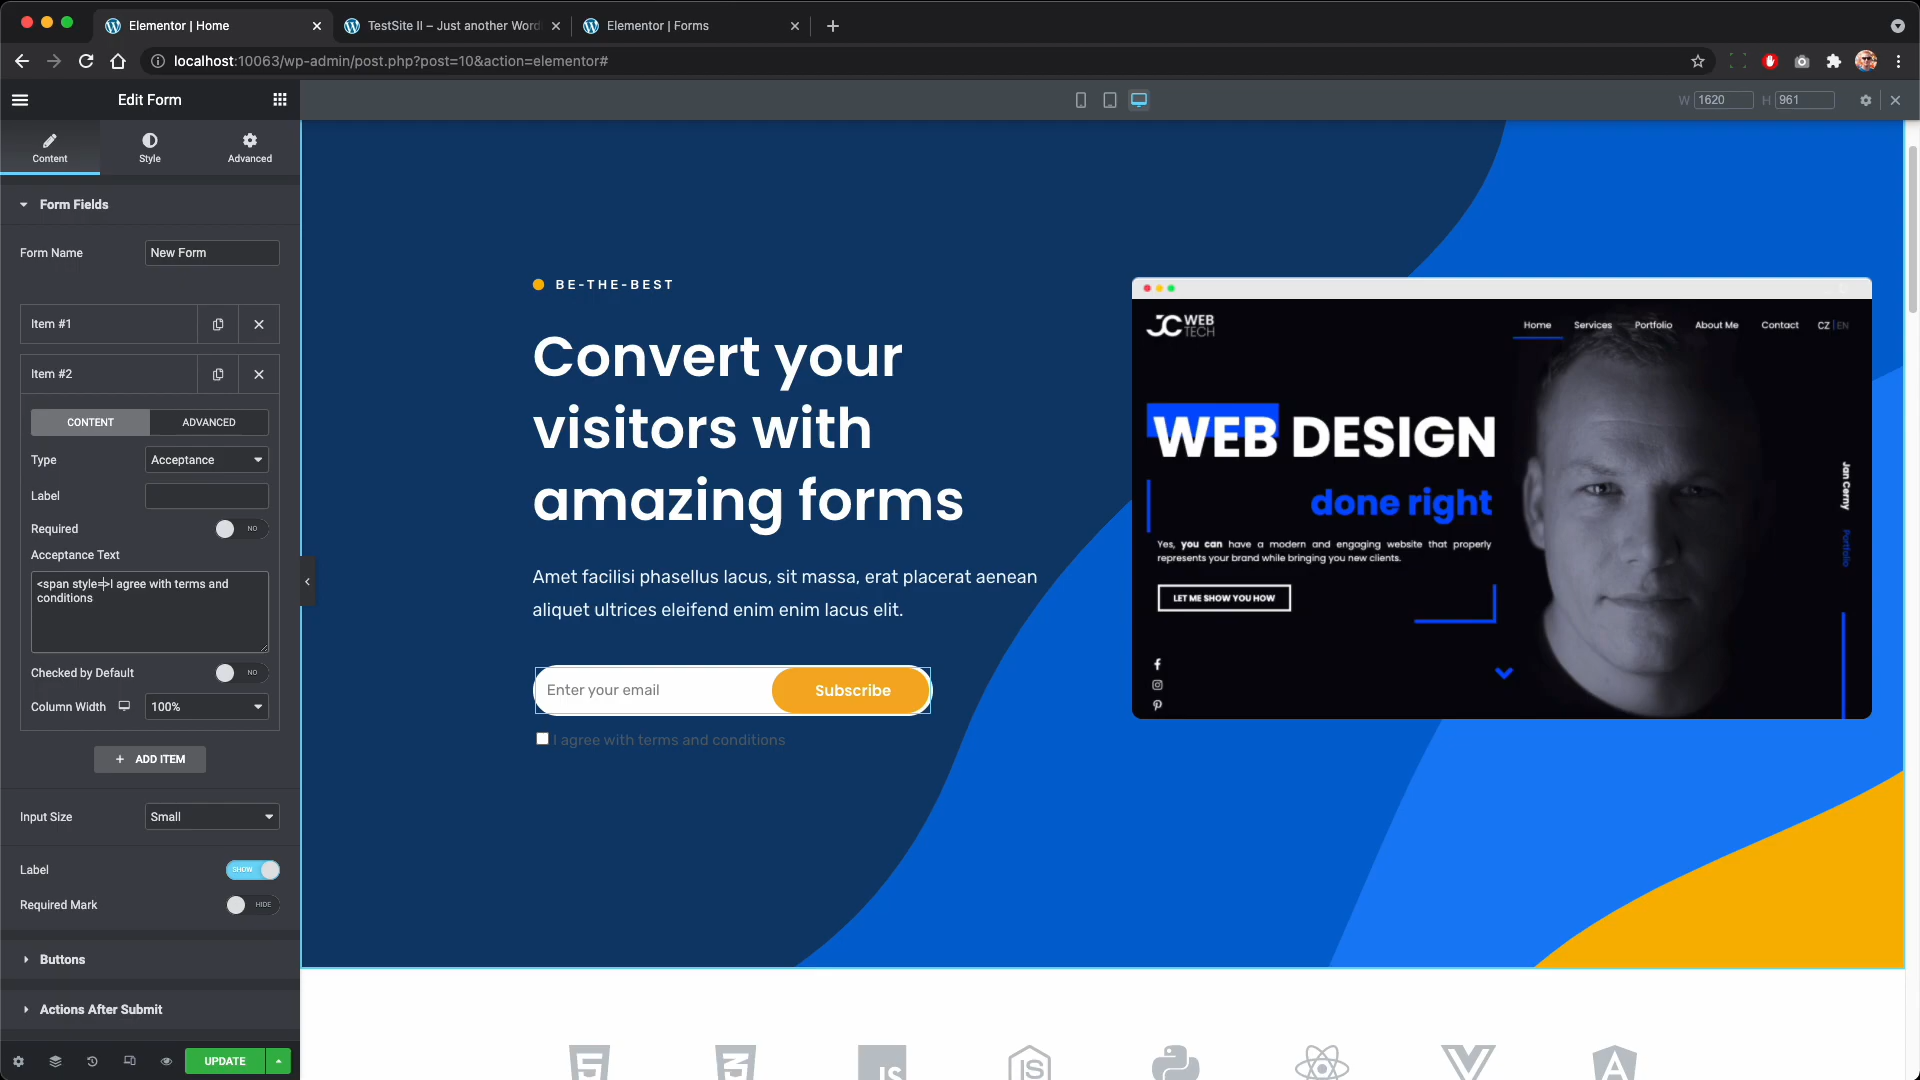 Elementor | Home
TestSite II – Just another Word
Elementor | Forms
localhost:10063/wp-admin/post.php?post=10&action=elementor#
Edit Form
W 1620 H 961
Content
Style
Advanced
Form Fields
Form Name
New Form
Item #1
Item #2
CONTENT
ADVANCED
Type
Acceptance
Label
Required
NO
Acceptance Text
<span style=>I agree with terms and
conditions
Checked by Default
NO
Column Width
100%
+ ADD ITEM
Input Size
Small
Label
SHOW
Required Mark
HIDE
Buttons
Actions After Submit
UPDATE
BE-THE-BEST
Convert your
visitors with
amazing forms
Amet facilisi phasellus lacus, sit massa, erat placerat aenean
aliquet ultrices eleifend enim enim lacus elit.
Enter your email
Subscribe
I agree with terms and conditions
JC WEB
TECH
Home
Services
Portfolio
About Me
Contact
CZ | EN
WEB DESIGN
done right
Yes, you can have a modern and engaging website that properly
represents your brand while bringing you new clients.
LET ME SHOW YOU HOW
Jan Cerny
Portfolio
5
3
JS
JS